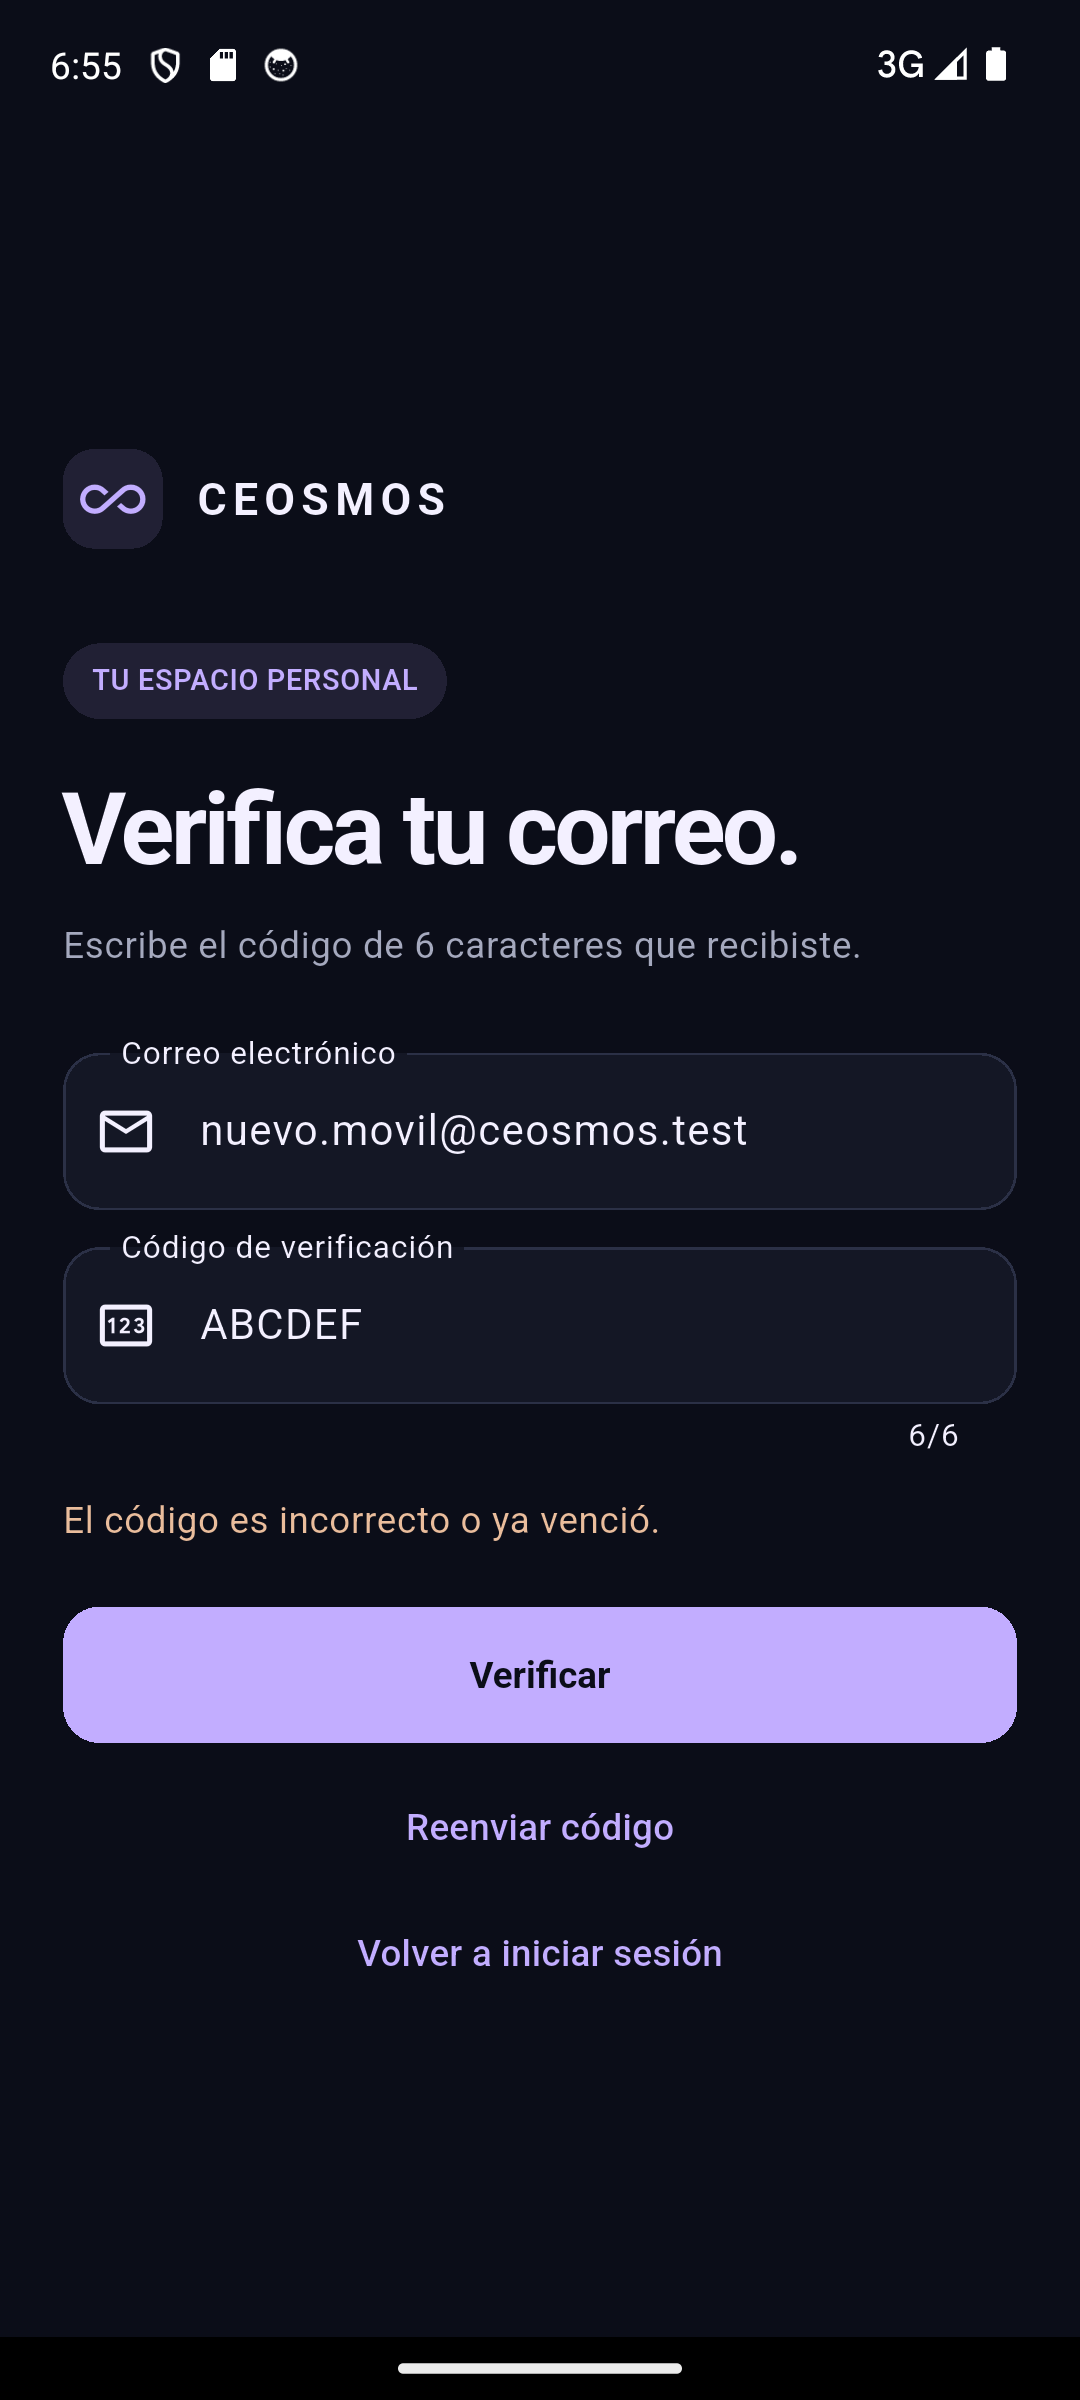 6:55
3G
CEOSMOS
TU ESPACIO PERSONAL
Verifica tu correo.
Escribe el código de 6 caracteres que recibiste.
Correo electrónico
nuevo.movil@ceosmos.test
Código de verificación
123
ABCDEF
6/6
El código es incorrecto o ya venció.
Verificar
Reenviar código
Volver a iniciar sesión